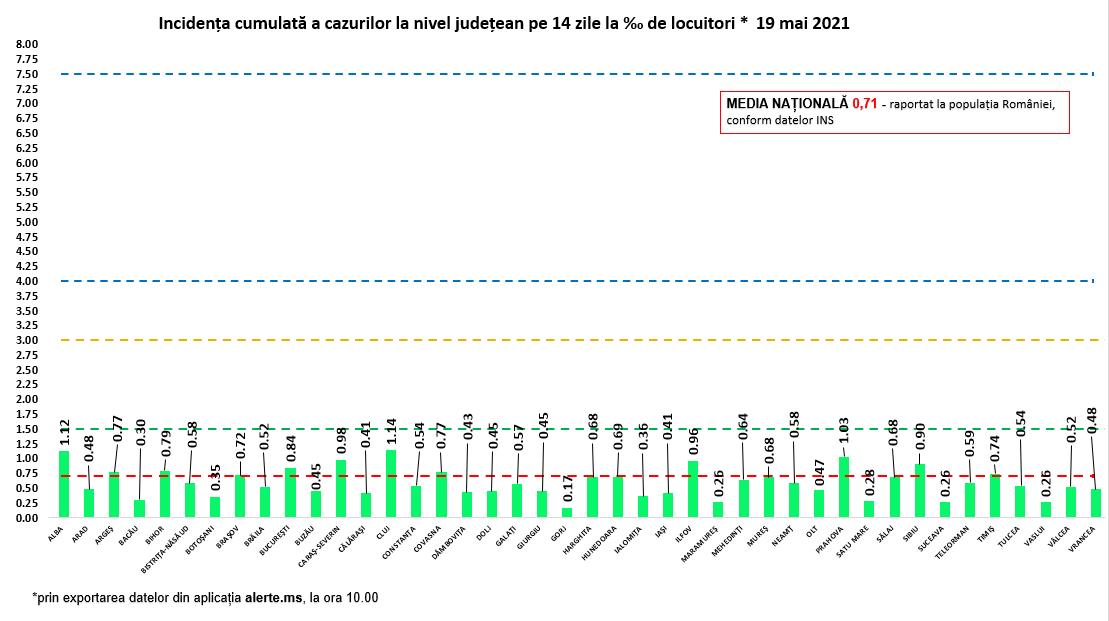 Incidența cumulată a cazurilor la nivel județean pe 14 zile la ‰ de locuitori * 19 mai 2021
8.00
7.75
7.50
7.25
7.00
6.75
6.50
6.25
6.00
5.75
5.50
5.25
5.00
4.75
4.50
4.25
4.00
3.75
3.50
3.25
3.00
2.75
2.50
2.25
2.00
1.75
1.50
1.25
1.00
0.75
0.50
0.25
0.00
MEDIA NAȚIONALĂ 0,71 - raportat la populația României,
conform datelor INS
1.12
0.48
0.77
0.30
0.79
0.58
0.35
0.72
0.52
0.84
0.45
0.98
0.41
1.14
0.54
0.77
0.43
0.45
0.57
0.45
0.17
0.68
0.69
0.36
0.41
0.96
0.26
0.64
0.68
0.58
0.47
1.03
0.28
0.68
0.90
0.26
0.59
0.74
0.54
0.26
0.52
0.48
ALBA
ARAD
ARGEȘ
BACĂU
BIHOR
BISTRIȚA-NĂSĂUD
BOTOȘANI
BRAȘOV
BRĂILA
BUCUREȘTI
BUZĂU
CARAȘ-SEVERIN
CĂLĂRAȘI
CLUJ
CONSTANȚA
COVASNA
DÂMBOVIȚA
DOLJ
GALAȚI
GIURGIU
GORJ
HARGHITA
HUNEDOARA
IALOMIȚA
IAȘI
ILFOV
MARAMUREȘ
MEHEDINȚI
MUREȘ
NEAMȚ
OLT
PRAHOVA
SATU MARE
SĂLAJ
SIBIU
SUCEAVA
TELEORMAN
TIMIȘ
TULCEA
VASLUI
VÂLCEA
VRANCEA
*prin exportarea datelor din aplicația alerte.ms, la ora 10.00